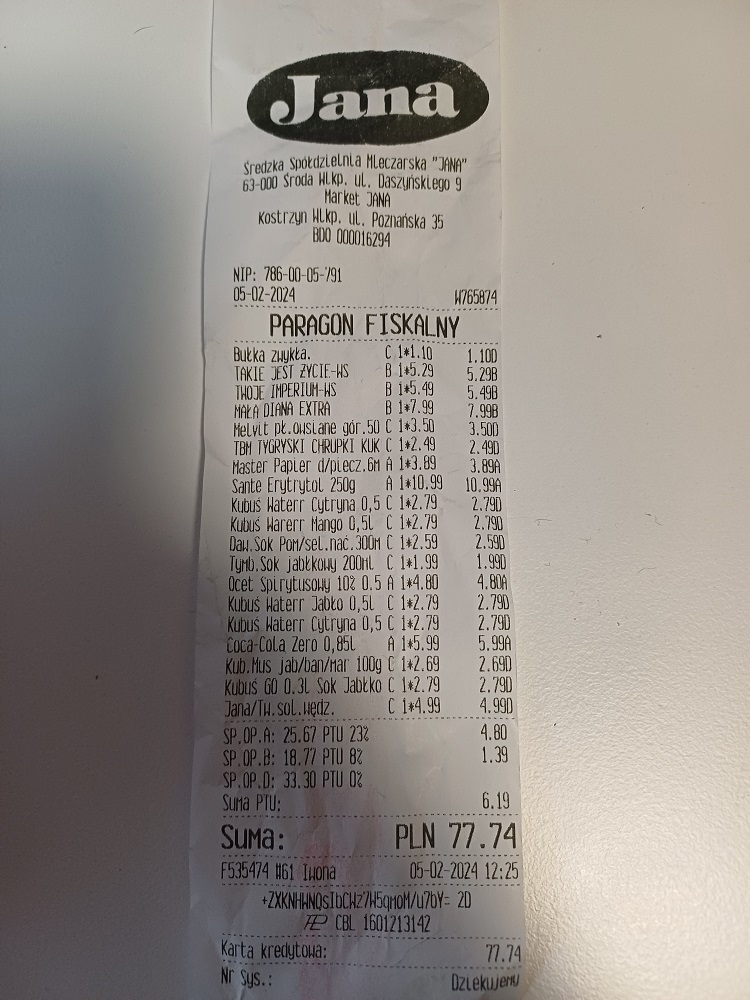 Jana
Średzka Spółdzielnia Mleczarska "JANA"
63-000 Środa Wlkp. ul. Daszyńskiego 9
Market JANA
Kostrzyn Wlkp. ul. Poznańska 35
BDO 000016294
NIP: 786-00-05-791
05-02-2024 W765874
PARAGON FISKALNY
Bułka zwykła. C 1*1.10 1.10D
TAKIE JEST ŻYCIE-WS B 1*5.29 5.29B
TWOJE IMPERIUM-WS B 1*5.49 5.49B
MAŁA DIANA EXTRA B 1*7.99 7.99B
Melvit pł.owsiane gór.50 C 1*3.50 3.50D
TBM TYGRYSKI CHRUPKI KUK C 1*2.49 2.49D
Master Papier d/piecz.6M A 1*3.89 3.89A
Sante Erytrytol 250g A 1*10.99 10.99A
Kubuś Waterr Cytryna 0,5 C 1*2.79 2.79D
Kubuś Warerr Mango 0,5L C 1*2.79 2.79D
Daw.Sok Pom/sel.nać.300m C 1*2.59 2.59D
Tymb.Sok jabłkowy 200ml C 1*1.99 1.99D
Ocet Spirytusowy 10% 0.5 A 1*4.80 4.80A
Kubuś Waterr Jabło 0,5L C 1*2.79 2.79D
Kubuś Waterr Cytryna 0,5 C 1*2.79 2.79D
Coca-Cola Zero 0,85l A 1*5.99 5.99A
Kub.Mus jab/ban/mar 100g C 1*2.69 2.69D
Kubuś GO 0.3L Sok Jabłko C 1*2.79 2.79D
Jana/Tw.sol.wędz. C 1*4.99 4.99D
SP.OP.A: 25.67 PTU 23% 4.80
SP.OP.B: 18.77 PTU 8% 1.39
SP.OP.D: 33.30 PTU 0%
Suma PTU: 6.19
Suma: PLN 77.74
F535474 #61 Iwona 05-02-2024 12:25
+ZXKNHWNQsIbCWz7W5qmoM/u7bY= 2D
CBL 1601213142
Karta kredytowa: 77.74
Nr Sys.: Dziekujemy